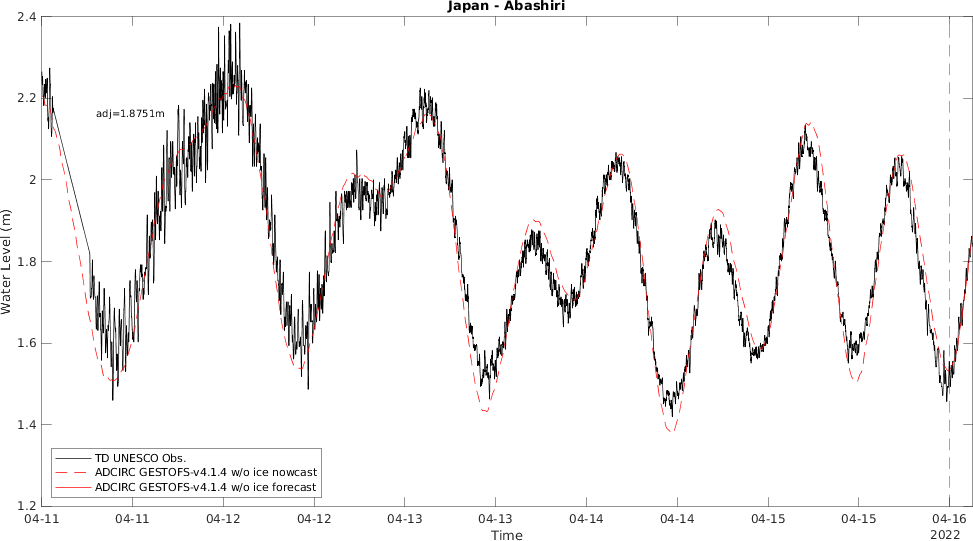 Japan - Abashiri
2.4
2.2
2
1.8
1.6
1.4
1.2
Water Level (m)
adj=1.8751m
TD UNESCO Obs.
ADCIRC GESTOFS-v4.1.4 w/o ice nowcast
ADCIRC GESTOFS-v4.1.4 w/o ice forecast
04-11 04-11 04-12 04-12 04-13 04-13 04-14 04-14 04-15 04-15 04-16
2022
Time